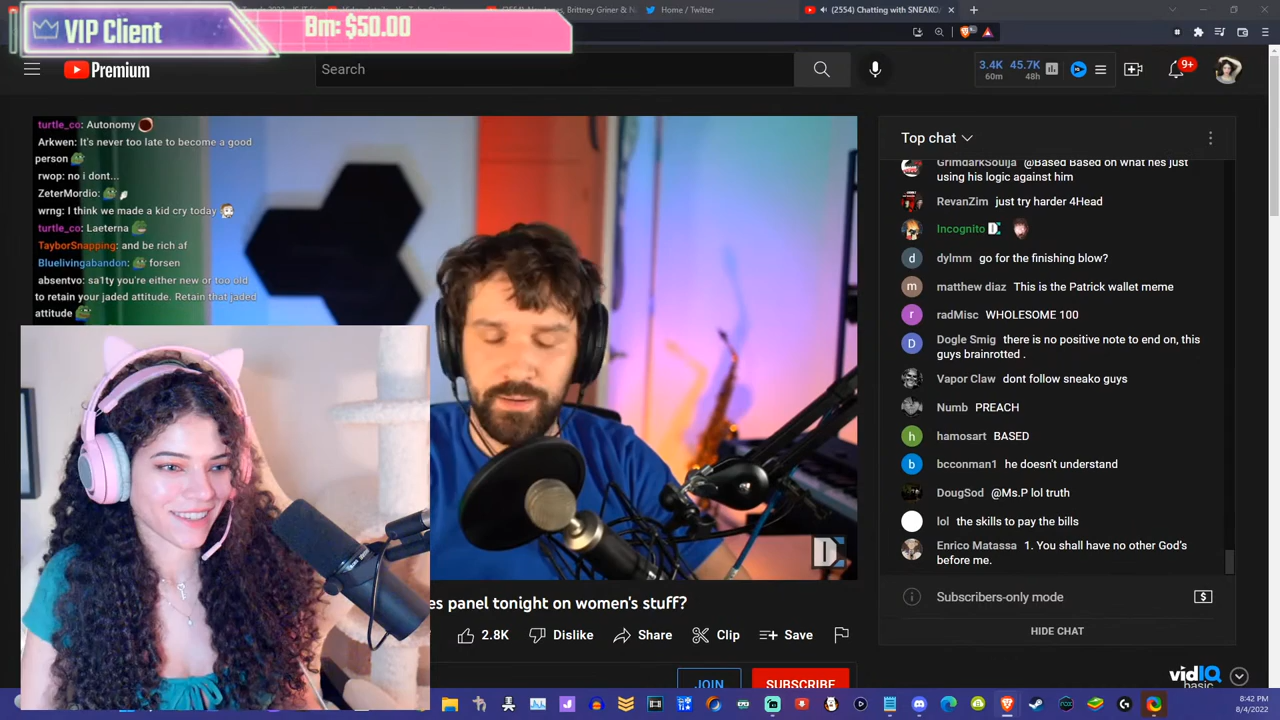 VIP Client
8m: $50.00
Home / Twitter
(2554) Chatting with SNEAKO
Premium
Search
3.4K 45.7K
60m 48h
9+
turtle_co: Autonomy
Arkwen: It's never too late to become a good
person
rwop: no i dont...
ZeterMordio:
wrng: I think we made a kid cry today
turtle_co: Laeterna
TayborSnapping: and be rich af
Bluelivingabandon: forsen
absentvo: sa1ty you're either new or too old
to retain your jaded attitude. Retain that jaded
attitude
D
es panel tonight on women's stuff?
2.8K
Dislike
Share
Clip
Save
JOIN
SUBSCRIBE
Top chat
GrimdarkSoulja @Based Based on what hes just
using his logic against him
RevanZim just try harder 4Head
Incognito D
dylmm go for the finishing blow?
matthew diaz This is the Patrick wallet meme
radMisc WHOLESOME 100
Dogle Smig there is no positive note to end on, this
guys brainrotted .
Vapor Claw dont follow sneako guys
Numb PREACH
hamosart BASED
bcconman1 he doesn't understand
DougSod @Ms.P lol truth
lol the skills to pay the bills
Enrico Matassa 1. You shall have no other God's
before me.
Subscribers-only mode
HIDE CHAT
vidIQ
basic
8:42 PM
8/4/2022